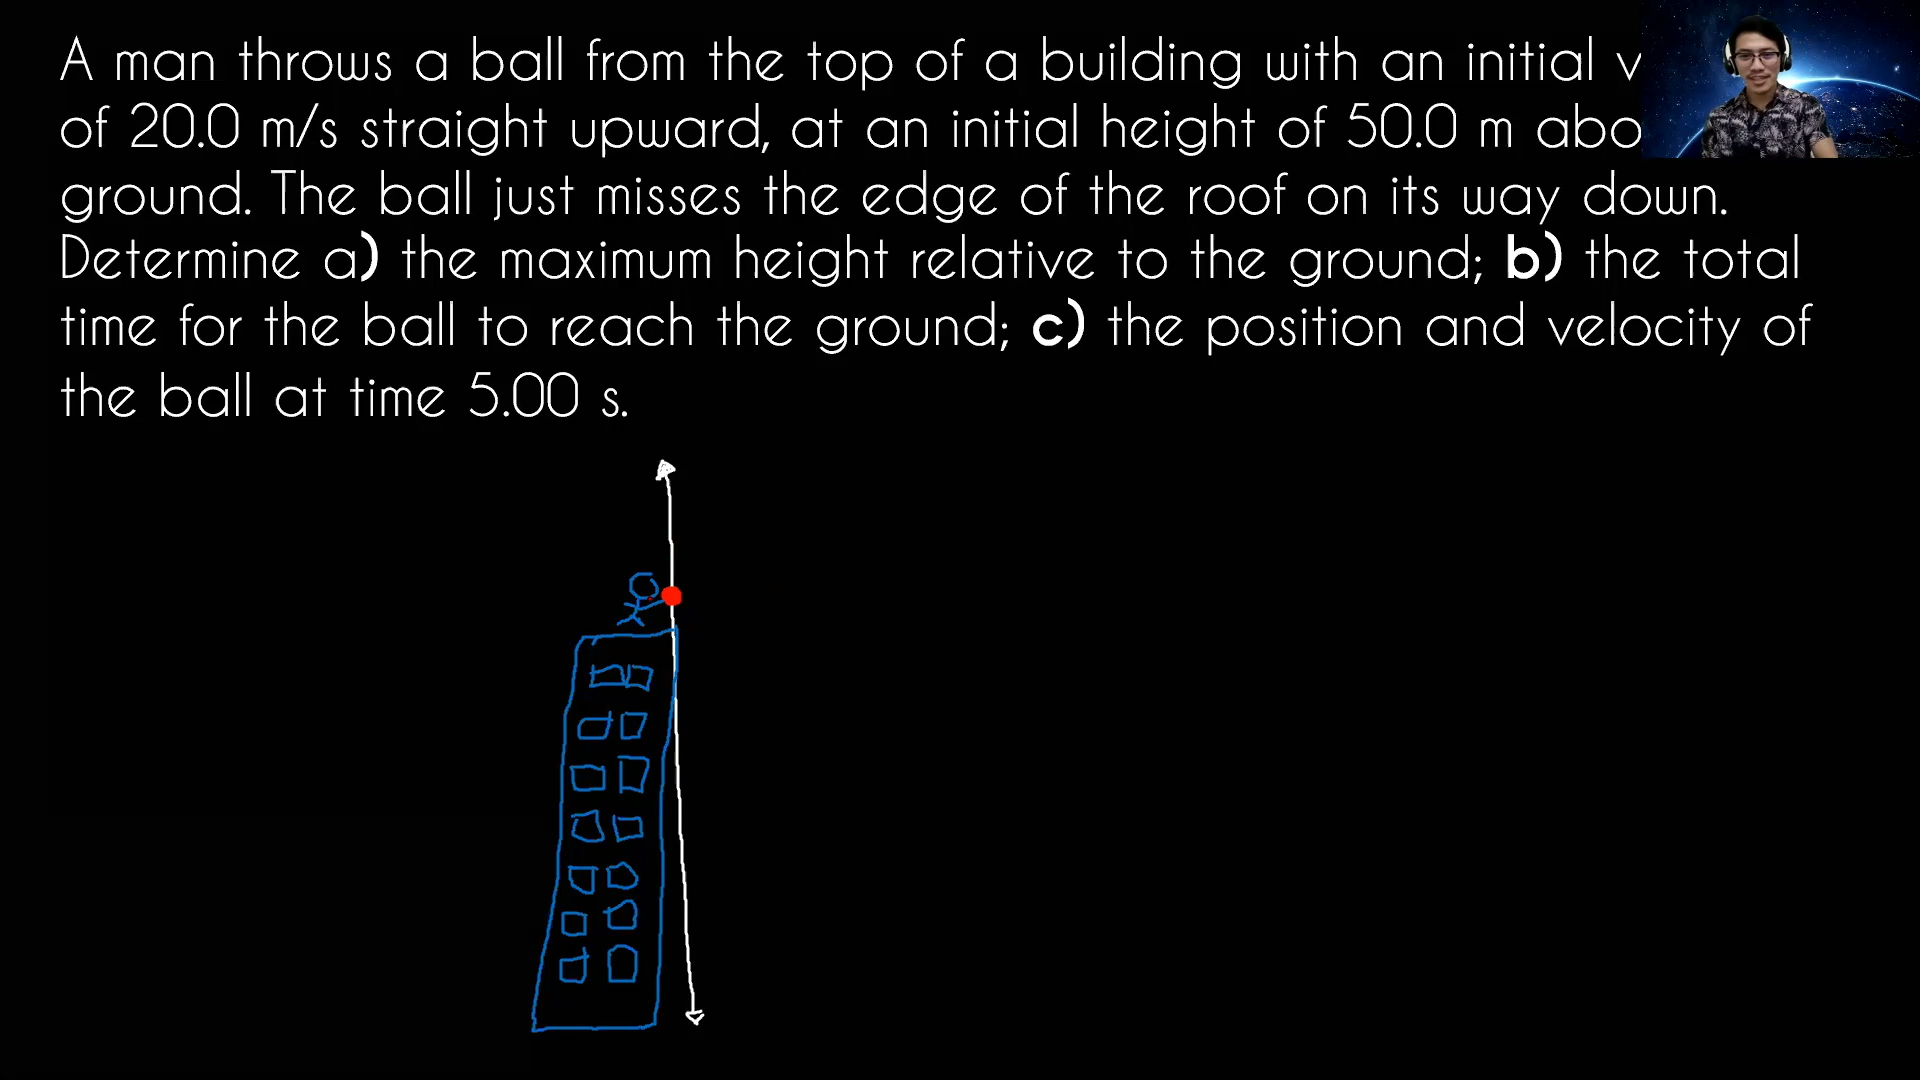 A man throws a ball from the top of a building with an initial
of 20.0 m/s straight upward, at an initial height of 50.0 m
ground. The ball just misses the edge of the roof on its way down.
Determine a) the maximum height relative to the ground; b) the total
time for the ball to reach the ground; c) the position and velocity of
the ball at time 5.00 s.